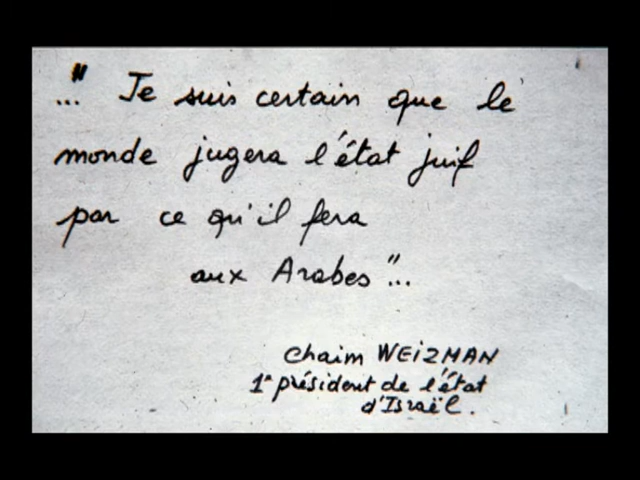 ..." Je suis certain que le
monde jugera l'état juif
par ce qu'il fera
aux Arabes"...
Chaim WEIZMAN
1er président de l'état
d'Israël.